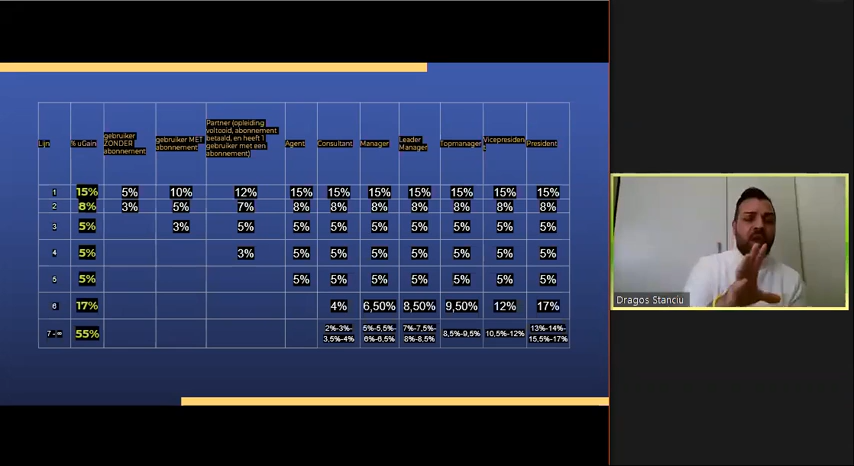 Lijn % uGain gebruiker ZONDER abonnement gebruiker MET abonnement Partner (opleiding voltooid, abonnement betaald, en heeft 1 gebruiker met een abonnement) Agent Consultant Manager Leader Manager Topmanager Vicepresident President
1 15% 5% 10% 12% 15% 15% 15% 15% 15% 15% 15%
2 8% 3% 5% 7% 8% 8% 8% 8% 8% 8% 8%
3 5% 3% 5% 5% 5% 5% 5% 5% 5% 5%
4 5% 3% 5% 5% 5% 5% 5% 5% 5%
5 5% 5% 5% 5% 5% 5% 5% 5%
6 17% 4% 6,50% 8,50% 9,50% 12% 17%
7 - ∞ 55% 2%-3%-3,5%-4% 5%-5,5%-6%-6,5% 7%-7,5%-8%-8,5% 8,5%-9,5% 10,5%-12% 13%-14%-15,5%-17%
Dragos Stanciu